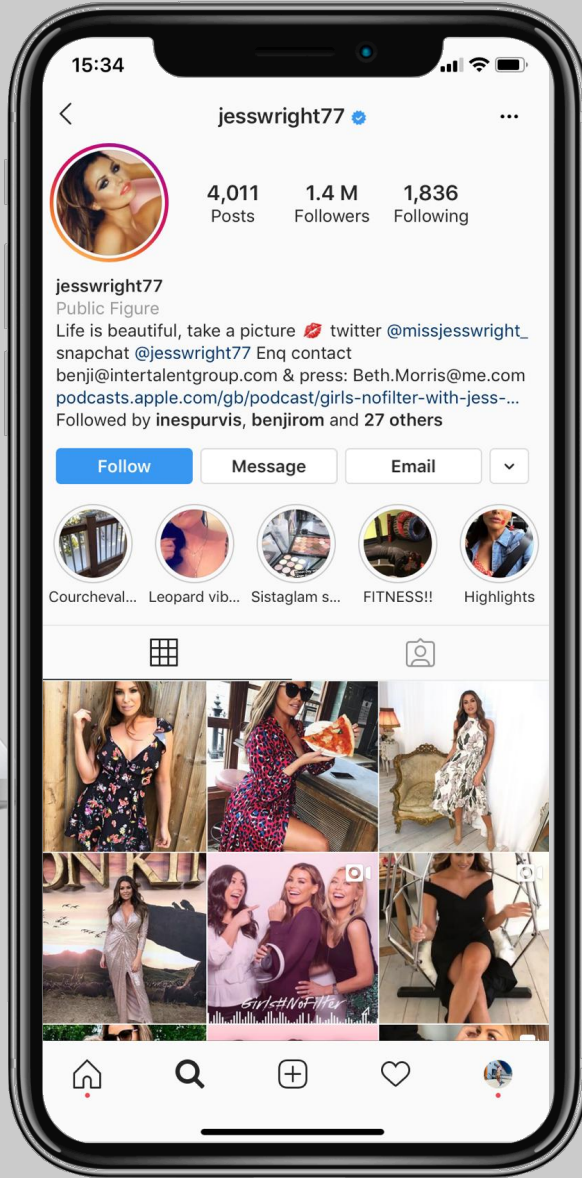 15:34
jesswright77
4,011 1.4 M 1,836
Posts Followers Following
jesswright77
Public Figure
Life is beautiful, take a picture 💋 twitter @missjesswright_
snapchat @jesswright77 Enq contact
benji@intertalentgroup.com & press: Beth.Morris@me.com
podcasts.apple.com/gb/podcast/girls-nofilter-with-jess-...
Followed by inespurvis, benjirom and 27 others
Follow Message Email
Courcheval... Leopard vib... Sistaglam s... FITNESS!! Highlights
ON KI
Girls#NoFilter